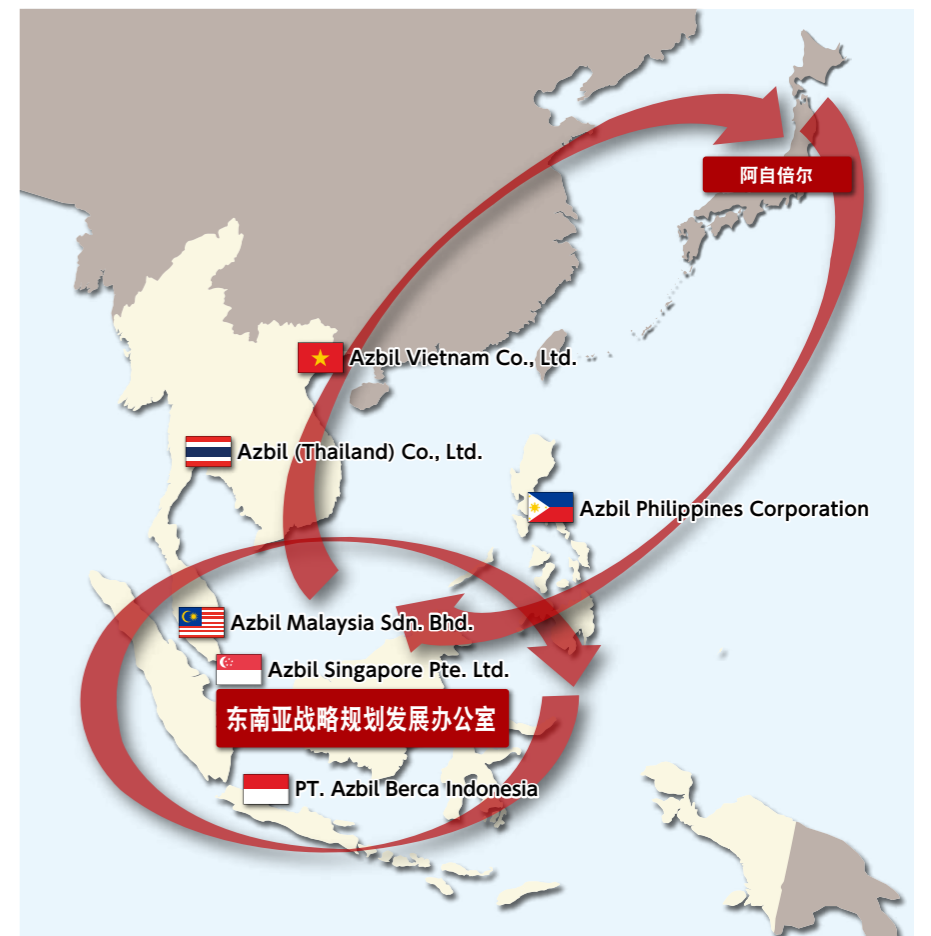 阿自倍尔
Azbil Vietnam Co., Ltd.
Azbil (Thailand) Co., Ltd.
Azbil Philippines Corporation
Azbil Malaysia Sdn. Bhd.
Azbil Singapore Pte. Ltd.
东南亚战略规划发展办公室
PT. Azbil Berca Indonesia